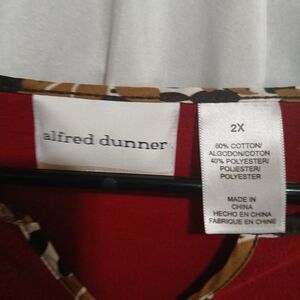 alfred dunner
2X
60% COTTON/
ALGODON/COTON
40% POLYESTER/
POLIESTER/
POLYESTER
MADE IN
CHINA
HECHO EN CHINA
FABRIQUE EN CHINE